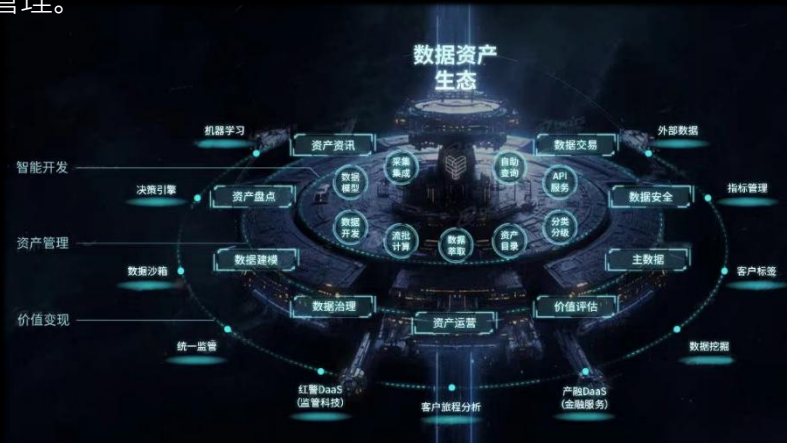 管理。
数据资产
生态
机器学习
资产资讯
数据交易
外部数据
智能开发
数据
模型
采集
集成
自助
查询
API
服务
决策引擎
资产盘点
数据安全
指标管理
资产管理
数据
开发
流批
计算
数据
萃取
资产
目录
分类
分级
数据沙箱
数据建模
主数据
客户标签
价值变现
数据治理
资产运营
价值评估
统一监管
数据挖掘
红警DaaS
(监管科技)
客户旅程分析
产融DaaS
(金融服务)